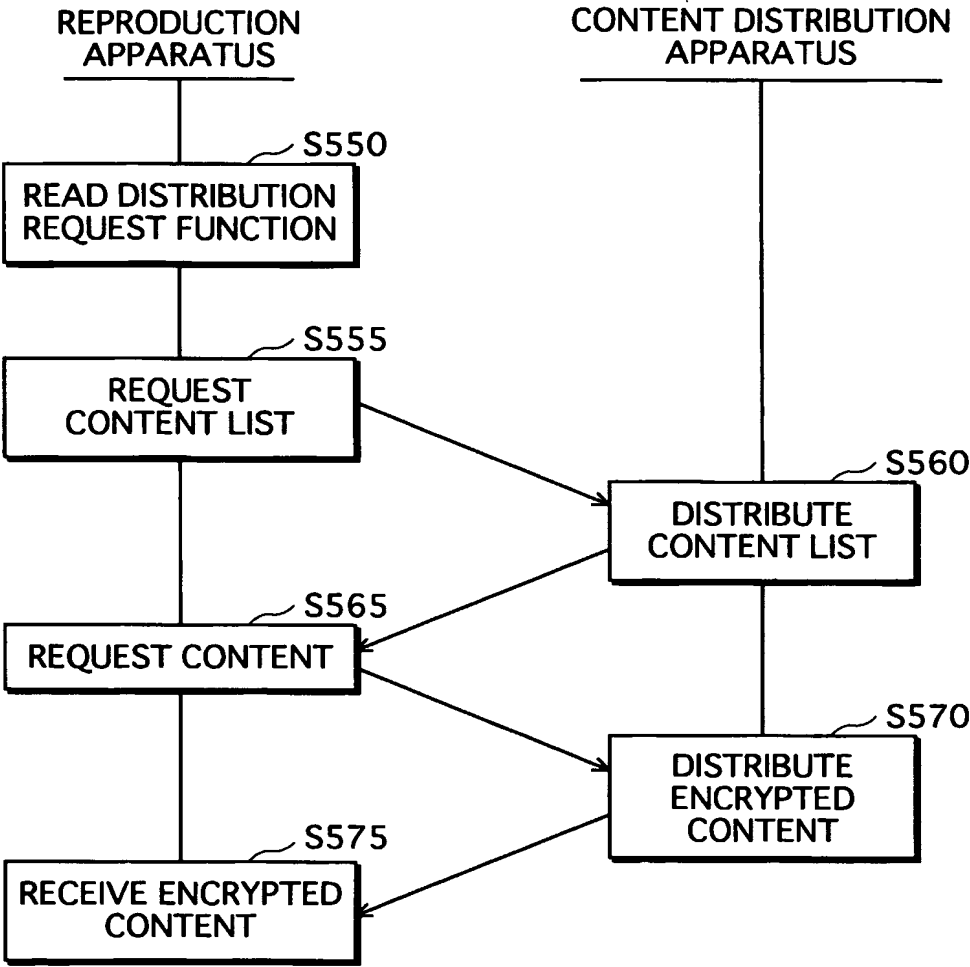 REPRODUCTION
APPARATUS
CONTENT DISTRIBUTION
APPARATUS
S550
READ DISTRIBUTION
REQUEST FUNCTION
S555
REQUEST
CONTENT LIST
S560
DISTRIBUTE
CONTENT LIST
S565
REQUEST CONTENT
S570
DISTRIBUTE
ENCRYPTED
CONTENT
S575
RECEIVE ENCRYPTED
CONTENT